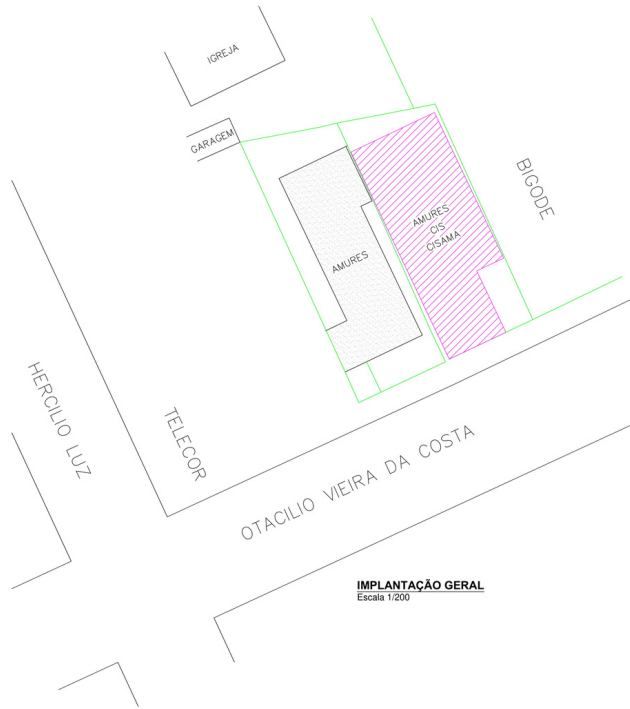 IGREJA
GARAGEM
BIGODE
AMURES
CIS
CISAMA
AMURES
HERCILIO LUZ
TELECOR
OTACILIO VIEIRA DA COSTA
IMPLANTAÇÃO GERAL
Escala 1/200